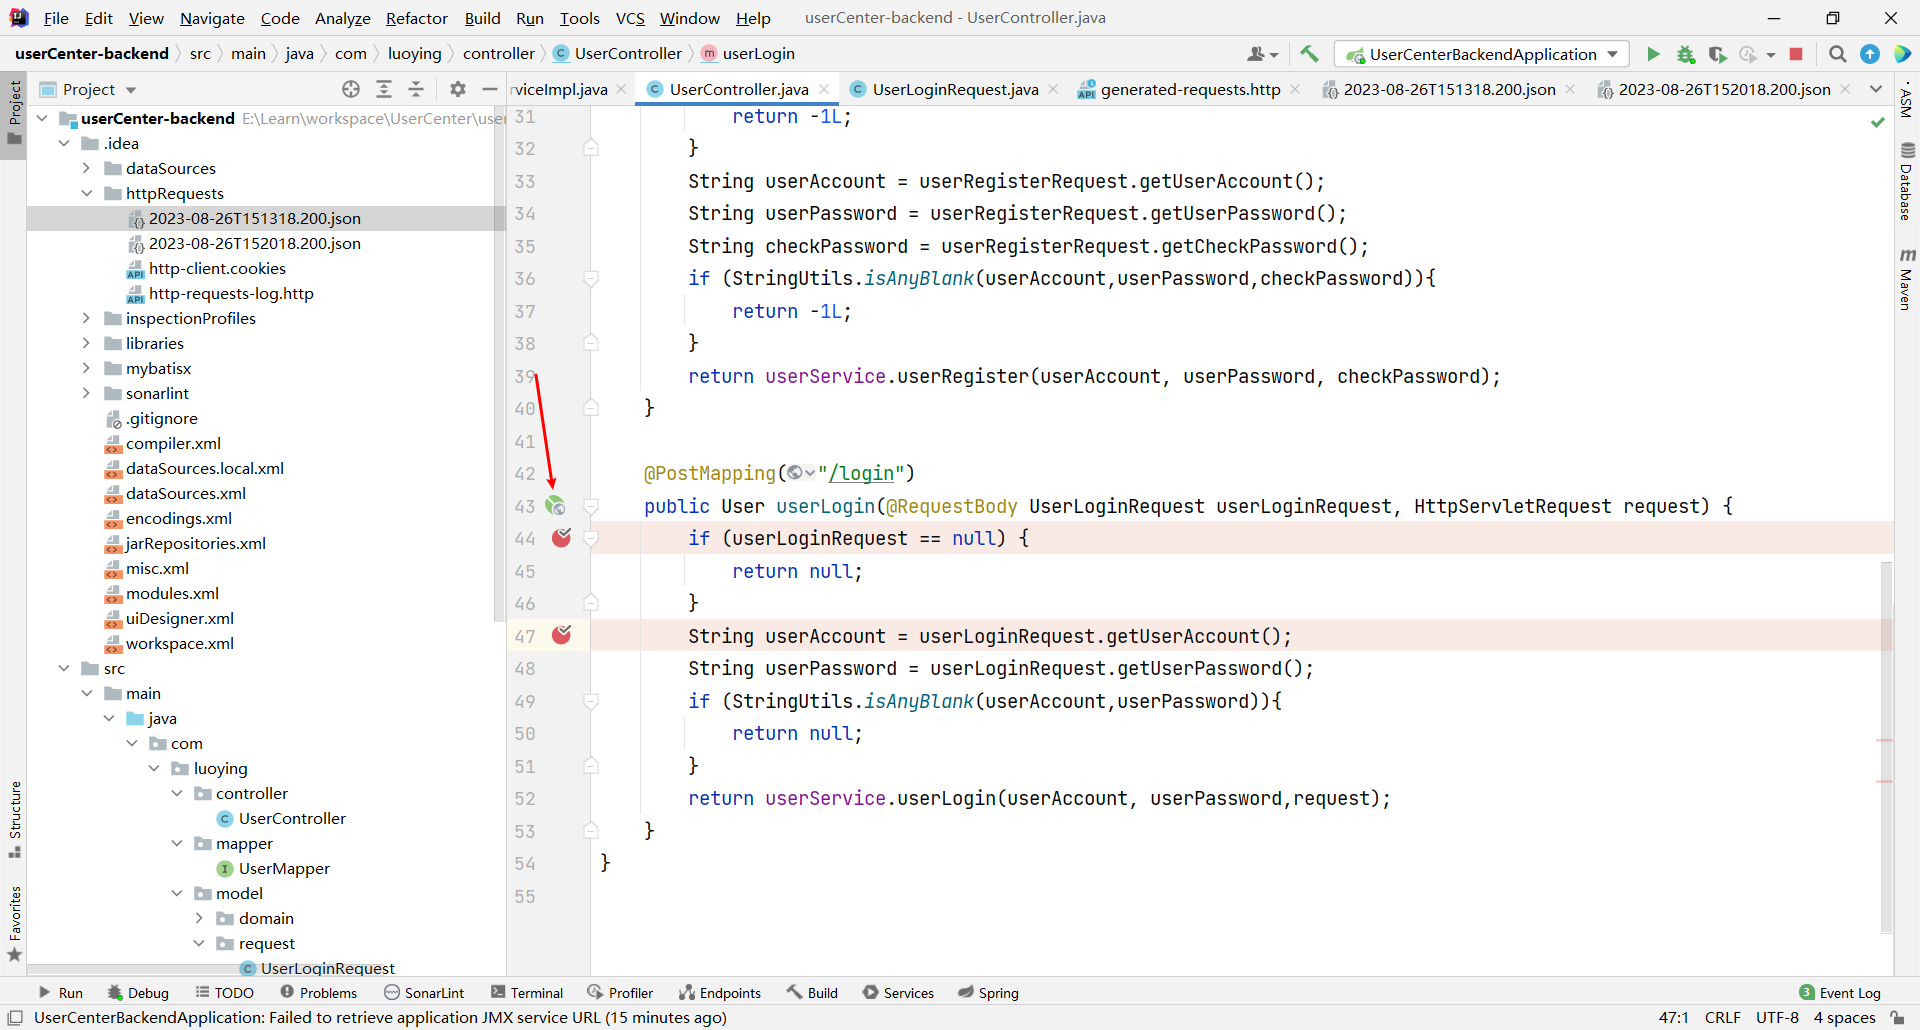 File Edit View Navigate Code Analyze Refactor Build Run Tools VCS Window Help userCenter-backend - UserController.java
userCenter-backend src main java com luoying controller UserController userLogin UserCenterBackendApplication
Project rviceImpl.java UserController.java UserLoginRequest.java generated-requests.http 2023-08-26T151318.200.json 2023-08-26T152018.200.json
Project
Structure
Favorites
userCenter-backend E:\Learn\workspace\UserCenter\user
.idea
dataSources
httpRequests
2023-08-26T151318.200.json
2023-08-26T152018.200.json
http-client.cookies
http-requests-log.http
inspectionProfiles
libraries
mybatisx
sonarlint
.gitignore
compiler.xml
dataSources.local.xml
dataSources.xml
encodings.xml
jarRepositories.xml
misc.xml
modules.xml
uiDesigner.xml
workspace.xml
src
main
java
com
luoying
controller
UserController
mapper
UserMapper
model
domain
request
UserLoginRequest
31 return -1L;
32 }
33 String userAccount = userRegisterRequest.getUserAccount();
34 String userPassword = userRegisterRequest.getUserPassword();
35 String checkPassword = userRegisterRequest.getCheckPassword();
36 if (StringUtils.isAnyBlank(userAccount,userPassword,checkPassword)){
37 return -1L;
38 }
39 return userService.userRegister(userAccount, userPassword, checkPassword);
40 }
41
42 @PostMapping("/login")
43 public User userLogin(@RequestBody UserLoginRequest userLoginRequest, HttpServletRequest request) {
44 if (userLoginRequest == null) {
45 return null;
46 }
47 String userAccount = userLoginRequest.getUserAccount();
48 String userPassword = userLoginRequest.getUserPassword();
49 if (StringUtils.isAnyBlank(userAccount,userPassword)){
50 return null;
51 }
52 return userService.userLogin(userAccount, userPassword,request);
53 }
54 }
55
ASM
Database
Maven
Run Debug TODO Problems SonarLint Terminal Profiler Endpoints Build Services Spring 3 Event Log
UserCenterBackendApplication: Failed to retrieve application JMX service URL (15 minutes ago) 47:1 CRLF UTF-8 4 spaces